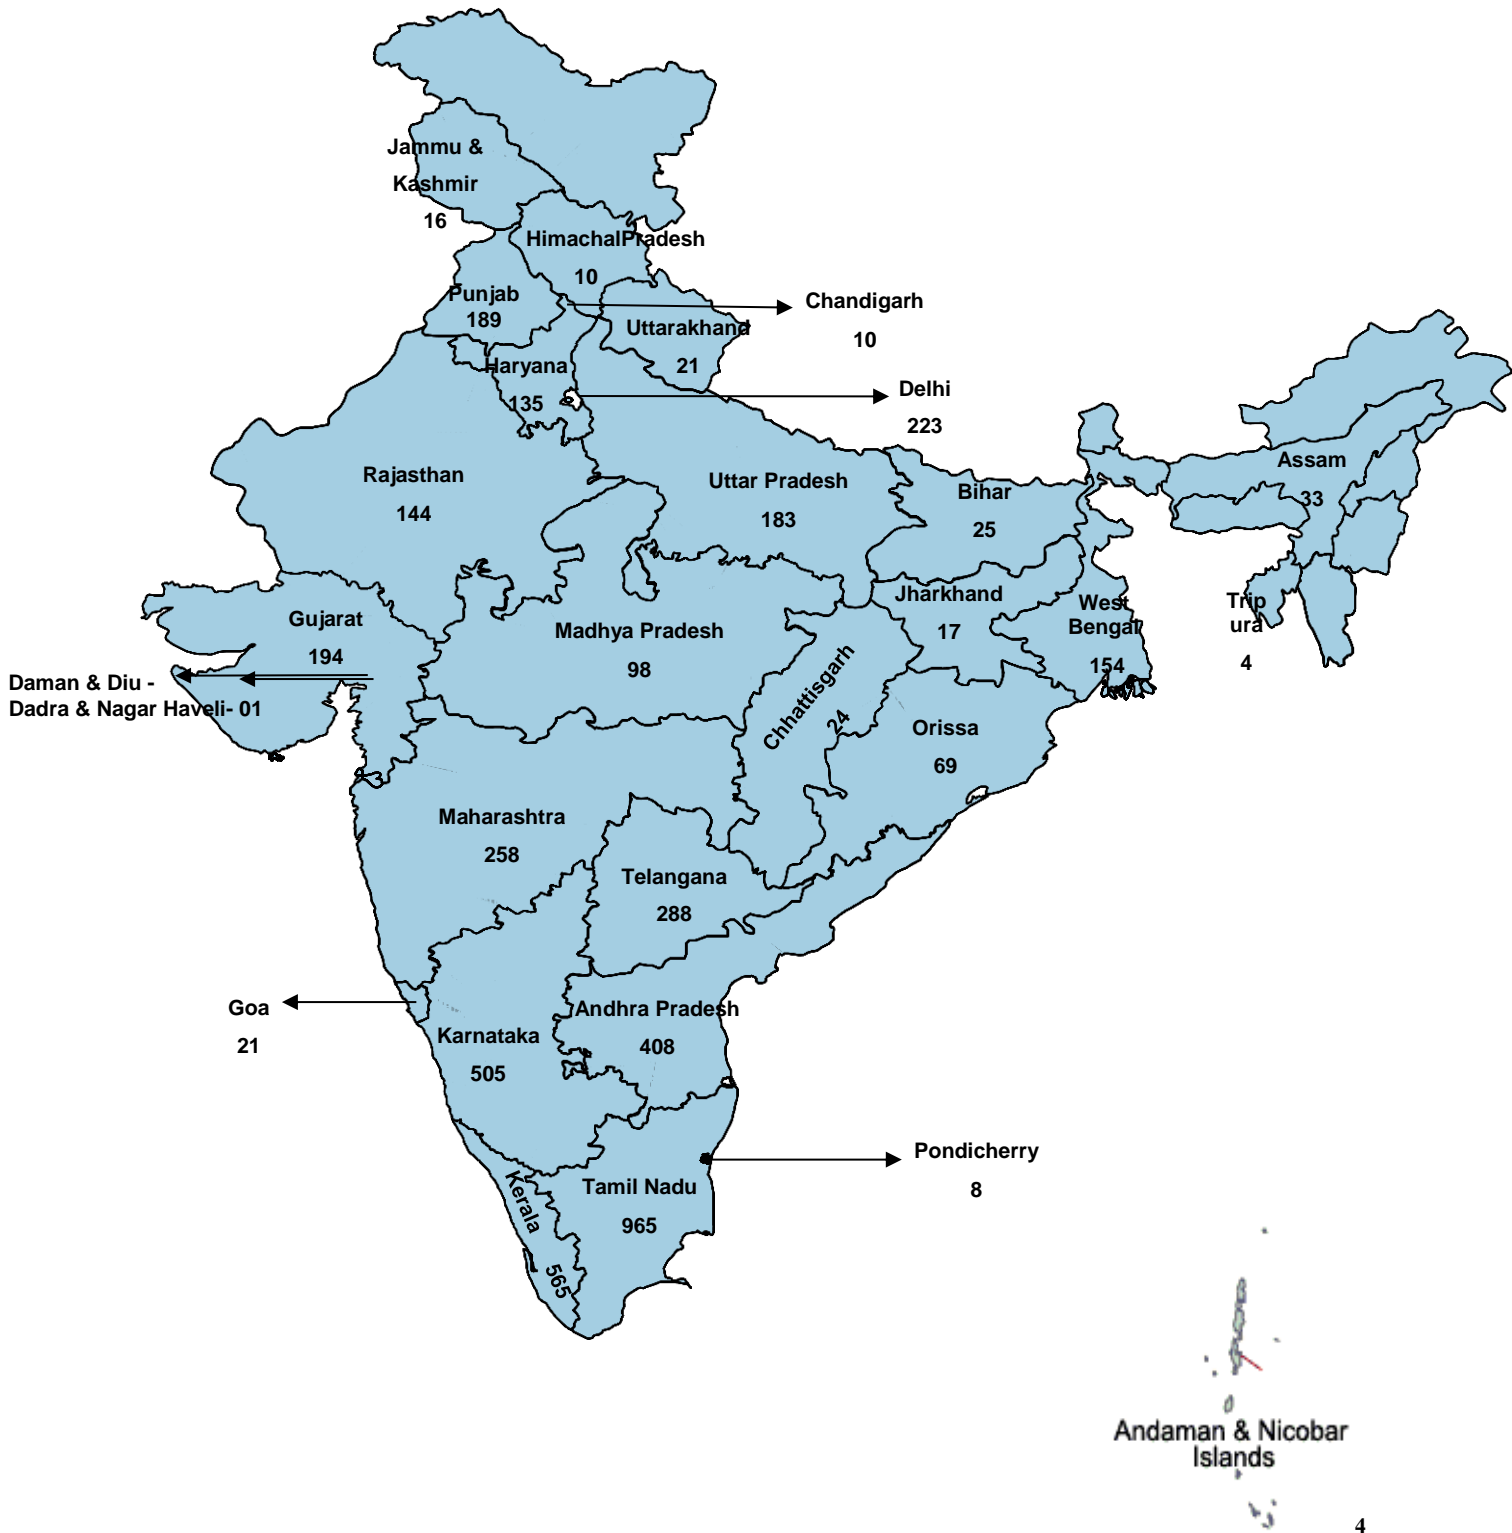 Jammu &
Kashmir
16
HimachalPradesh
10
Punjab
189
Chandigarh
10
Uttarakhand
21
Haryana
135
Delhi
223
Rajasthan
144
Uttar Pradesh
183
Bihar
25
Assam
33
Gujarat
194
Madhya Pradesh
98
Jharkhand
17
West
Bengal
154
Trip
ura
4
Daman & Diu -
Dadra & Nagar Haveli- 01
Chhattisgarh
24
Orissa
69
Maharashtra
258
Telangana
288
Goa
21
Karnataka
505
Andhra Pradesh
408
Pondicherry
8
Kerala
565
Tamil Nadu
965
Andaman & Nicobar
Islands
4